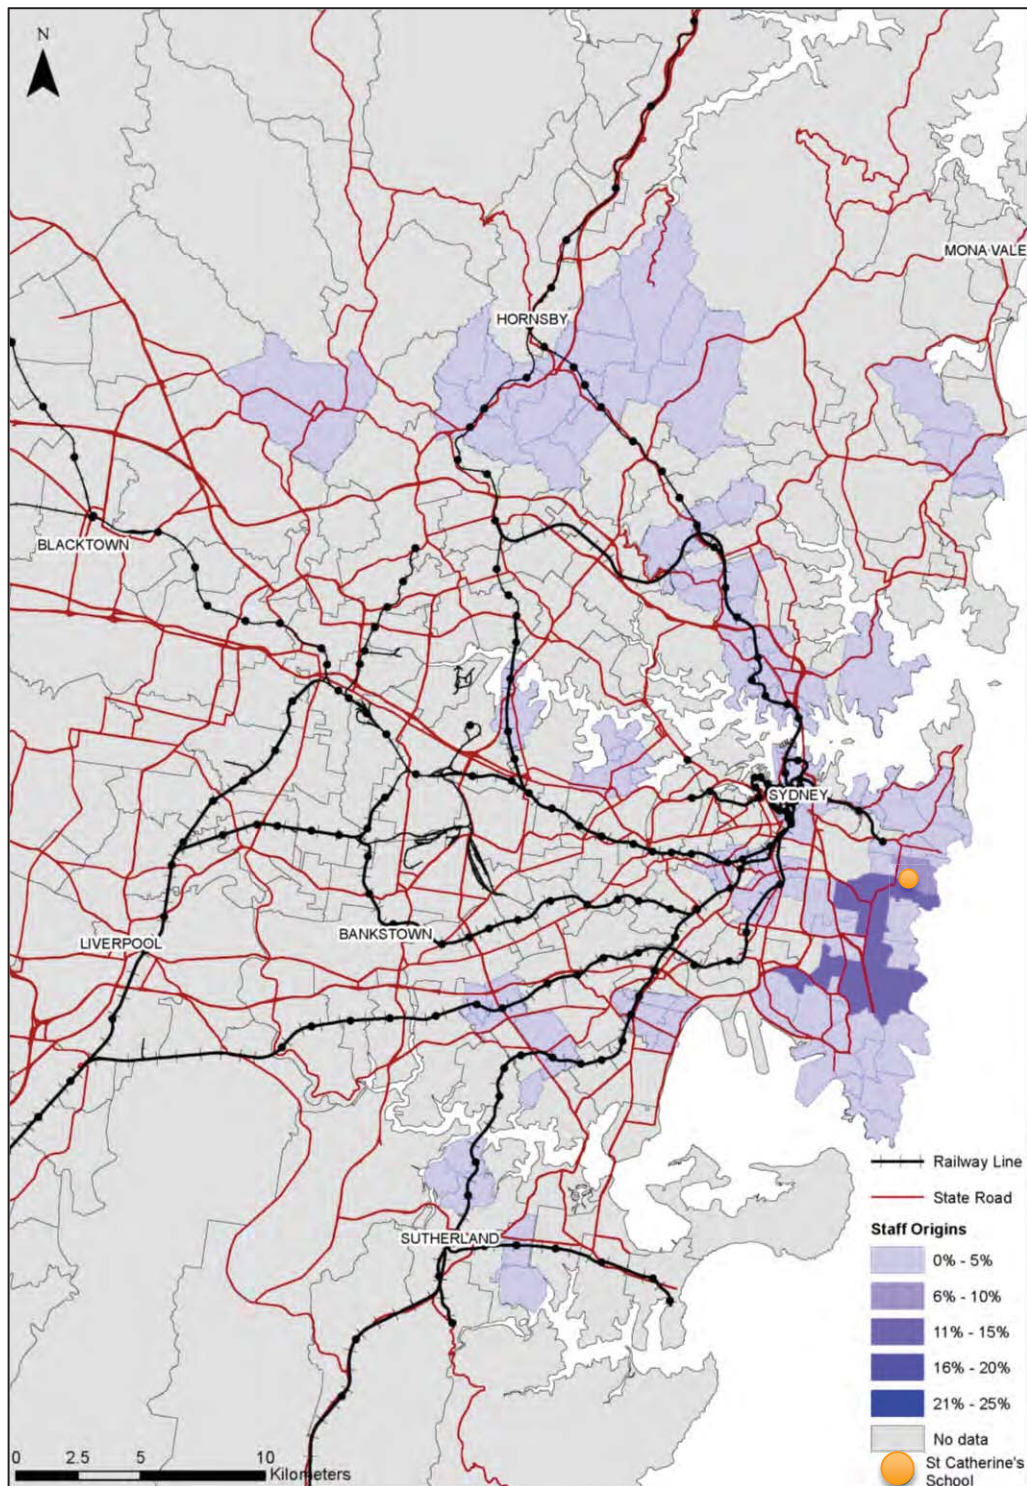 N
MONA VALE
HORNSBY
BLACKTOWN
SYDNEY
LIVERPOOL
BANKSTOWN
SUTHERLAND
Railway Line
State Road
Staff Origins
0% - 5%
6% - 10%
11% - 15%
16% - 20%
21% - 25%
No data
St Catherine's
School
0 2.5 5 10
Kilometers